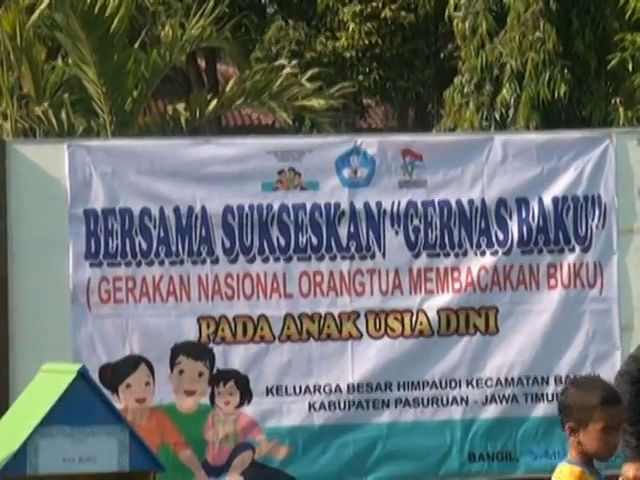 BERSAMA SUKSESKAN "GERNAS BAKU"
( GERAKAN NASIONAL ORANGTUA MEMBACAKAN BUKU)
PADA ANAK USIA DINI
KELUARGA BESAR HIMPAUDI KECAMATAN
KABUPATEN PASURUAN - JAWA TIMUR
BANGIL,